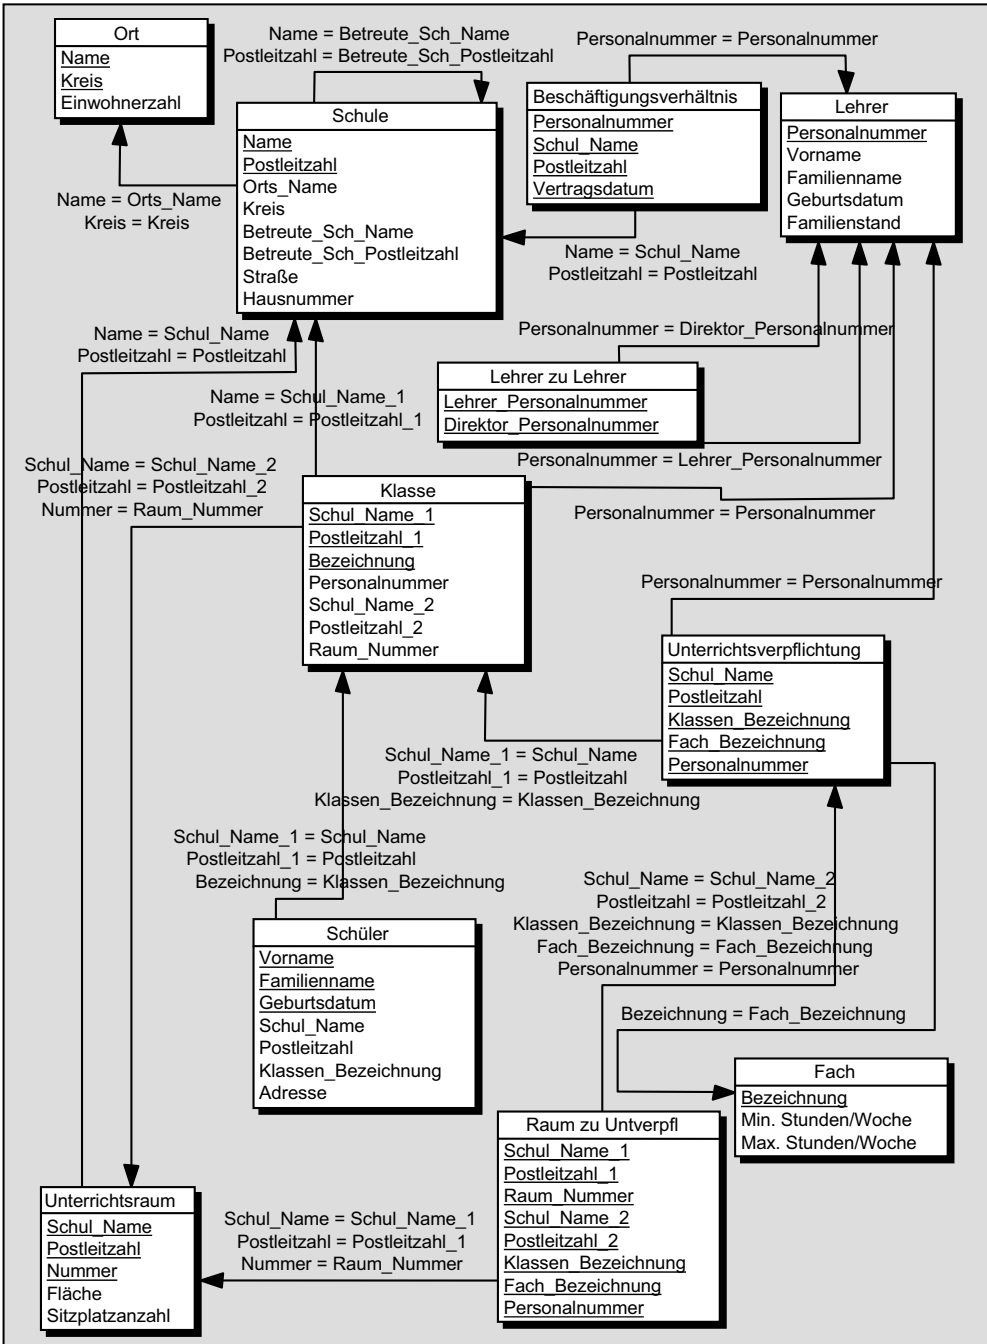 Ort
Name
Kreis
Einwohnerzahl
Name = Betreute_Sch_Name
Postleitzahl = Betreute_Sch_Postleitzahl
Personalnummer = Personalnummer
Schule
Name
Postleitzahl
Orts_Name
Kreis
Betreute_Sch_Name
Betreute_Sch_Postleitzahl
Straße
Hausnummer
Beschäftigungsverhältnis
Personalnummer
Schul_Name
Postleitzahl
Vertragsdatum
Lehrer
Personalnummer
Vorname
Familienname
Geburtsdatum
Familienstand
Name = Orts_Name
Kreis = Kreis
Name = Schul_Name
Postleitzahl = Postleitzahl
Name = Schul_Name
Postleitzahl = Postleitzahl
Personalnummer = Direktor_Personalnummer
Lehrer zu Lehrer
Lehrer_Personalnummer
Direktor_Personalnummer
Name = Schul_Name_1
Postleitzahl = Postleitzahl_1
Personalnummer = Lehrer_Personalnummer
Schul_Name = Schul_Name_2
Postleitzahl = Postleitzahl_2
Nummer = Raum_Nummer
Klasse
Schul_Name_1
Postleitzahl_1
Bezeichnung
Personalnummer
Schul_Name_2
Postleitzahl_2
Raum_Nummer
Personalnummer = Personalnummer
Personalnummer = Personalnummer
Unterrichtsverpflichtung
Schul_Name
Postleitzahl
Klassen_Bezeichnung
Fach_Bezeichnung
Personalnummer
Schul_Name_1 = Schul_Name
Postleitzahl_1 = Postleitzahl
Klassen_Bezeichnung = Klassen_Bezeichnung
Schul_Name_1 = Schul_Name
Postleitzahl_1 = Postleitzahl
Bezeichnung = Klassen_Bezeichnung
Schul_Name = Schul_Name_2
Postleitzahl = Postleitzahl_2
Klassen_Bezeichnung = Klassen_Bezeichnung
Fach_Bezeichnung = Fach_Bezeichnung
Personalnummer = Personalnummer
Schüler
Vorname
Familienname
Geburtsdatum
Schul_Name
Postleitzahl
Klassen_Bezeichnung
Adresse
Bezeichnung = Fach_Bezeichnung
Fach
Bezeichnung
Min. Stunden/Woche
Max. Stunden/Woche
Raum zu Untverpfl
Schul_Name_1
Postleitzahl_1
Raum_Nummer
Schul_Name_2
Postleitzahl_2
Klassen_Bezeichnung
Fach_Bezeichnung
Personalnummer
Unterrichtsraum
Schul_Name
Postleitzahl
Nummer
Fläche
Sitzplatzanzahl
Schul_Name = Schul_Name_1
Postleitzahl = Postleitzahl_1
Nummer = Raum_Nummer